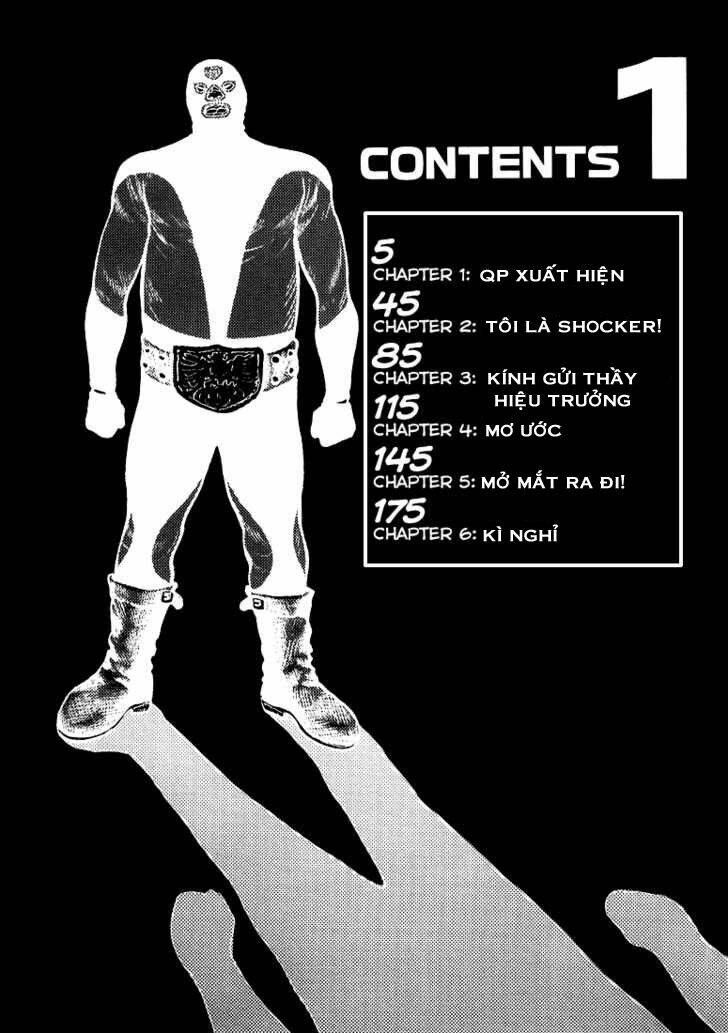 1
CONTENTS
5
CHAPTER 1: QP XUẤT HIỆN
45
CHAPTER 2: TÔI LÀ SHOCKER!
85
CHAPTER 3: KÍNH GỬI THẦY
HIỆU TRƯỞNG
115
CHAPTER 4: MƠ ƯỚC
145
CHAPTER 5: MỞ MẮT RA ĐI!
175
CHAPTER 6: KÌ NGHỈ